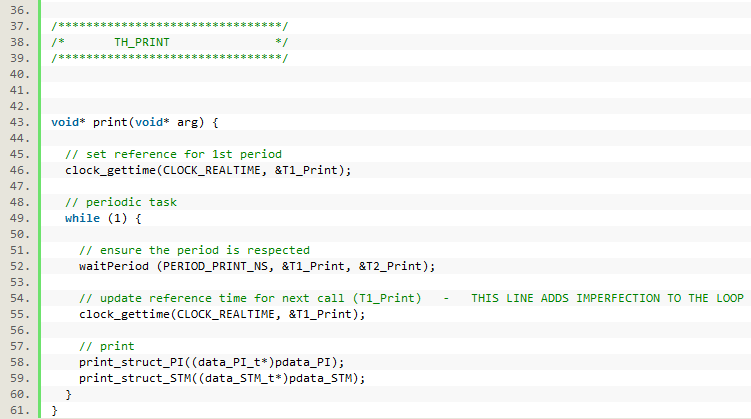 36.
37. /********************************/
38. /*       TH_PRINT               */
39. /********************************/
40.
41.
42.
43. void* print(void* arg) {
44.
45.   // set reference for 1st period
46.   clock_gettime(CLOCK_REALTIME, &T1_Print);
47.
48.   // periodic task
49.   while (1) {
50.
51.     // ensure the period is respected
52.     waitPeriod (PERIOD_PRINT_NS, &T1_Print, &T2_Print);
53.
54.     // update reference time for next call (T1_Print)   -   THIS LINE ADDS IMPERFECTION TO THE LOOP
55.     clock_gettime(CLOCK_REALTIME, &T1_Print);
56.
57.     // print
58.     print_struct_PI((data_PI_t*)pdata_PI);
59.     print_struct_STM((data_STM_t*)pdata_STM);
60.   }
61. }